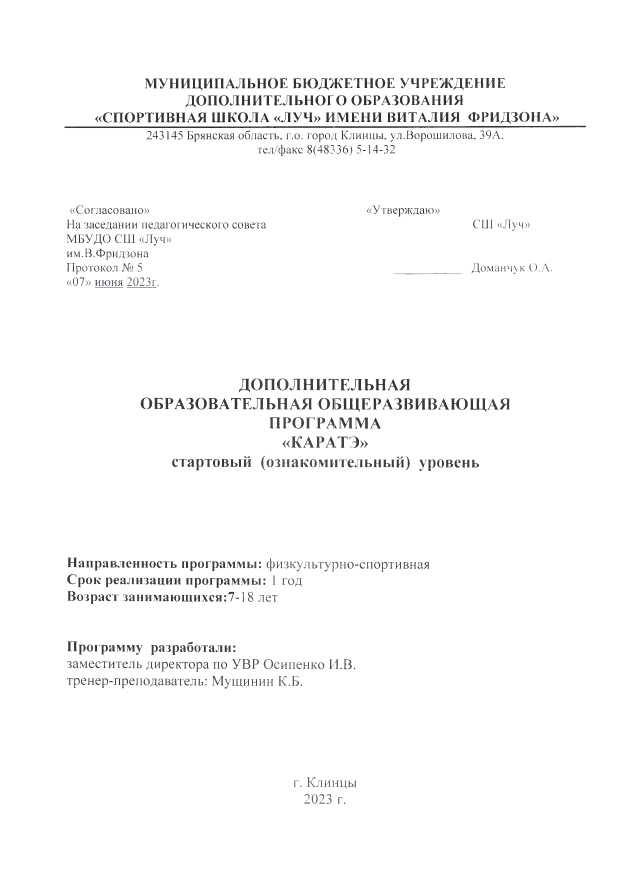 МУНИЦИПАЛЬНОЕ БЮДЖЕТНОЕ УЧРЕЖДЕНИЕ
ДОПОЛНИТЕЛЬНОГО ОБРАЗОВАНИЯ
«СПОРТИВНАЯ ШКОЛА «ЛУЧ» ИМЕНИ ВИТАЛИЯ ФРИДЗОНА»
243145 Брянская область, г.о. город Клинцы, ул.Ворошилова, 39А,
тел/факс 8(48336) 5-14-32
«Согласовано» «Утверждаю»
На заседании педагогического совета СШ «Луч»
МБУДО СШ «Луч»
им.В.Фридзона
Протокол № 5 ___________ Доманчук О.А.
«07» июня 2023г.
ДОПОЛНИТЕЛЬНАЯ
ОБРАЗОВАТЕЛЬНАЯ ОБЩЕРАЗВИВАЮЩАЯ
ПРОГРАММА
«КАРАТЭ»
стартовый (ознакомительный) уровень
Направленность программы: физкультурно-спортивная
Срок реализации программы: 1 год
Возраст занимающихся:7-18 лет
Программу разработали:
заместитель директора по УВР Осипенко И.В.
тренер-преподаватель: Мущинин К.Б.
г. Клинцы
2023 г.